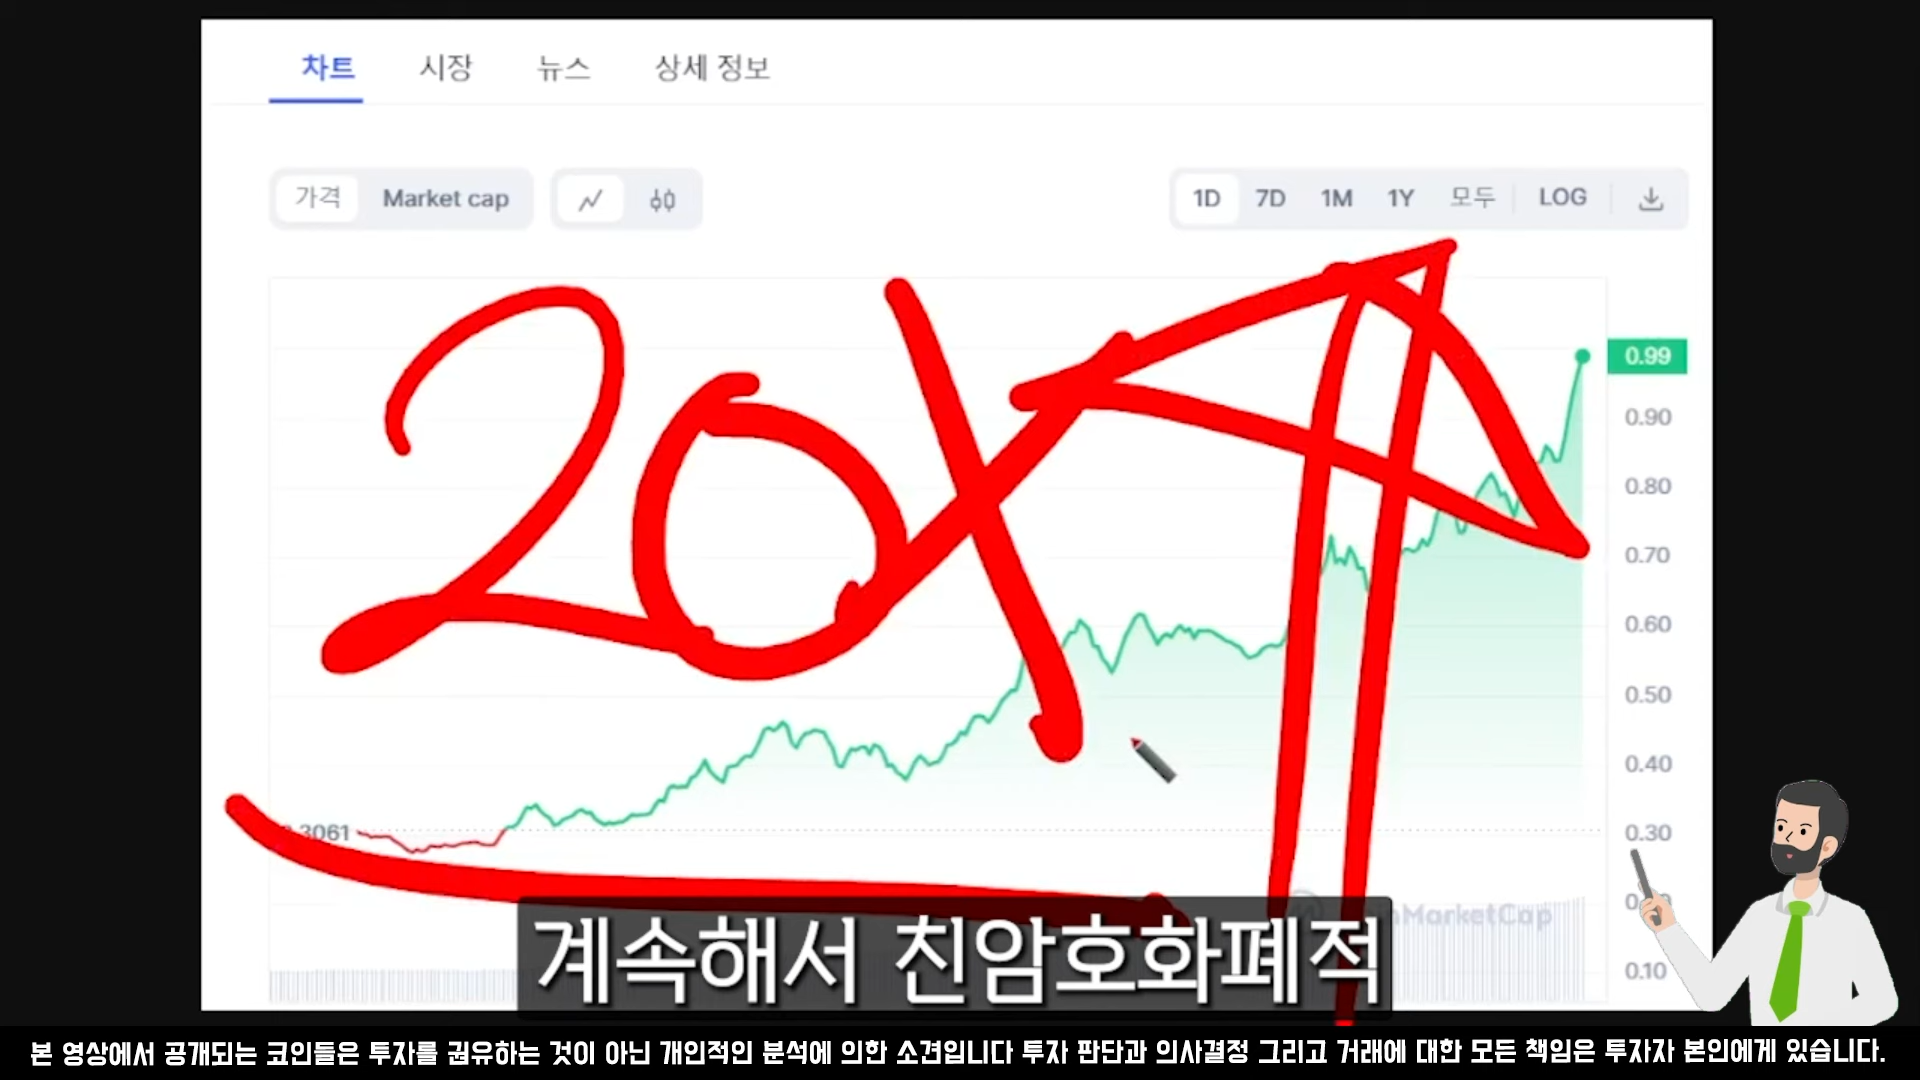 차트 시장 뉴스 상세 정보
가격 Market cap 1D 7D 1M 1Y 모두 LOG
20X
0.99
0.90
0.80
0.70
0.60
0.50
0.40
3061 0.30
0.10
계속해서 친암호화폐적
본 영상에서 공개되는 코인들은 투자를 권유하는 것이 아닌 개인적인 분석에 의한 소견입니다 투자 판단과 의사결정 그리고 거래에 대한 모든 책임은 투자자 본인에게 있습니다.